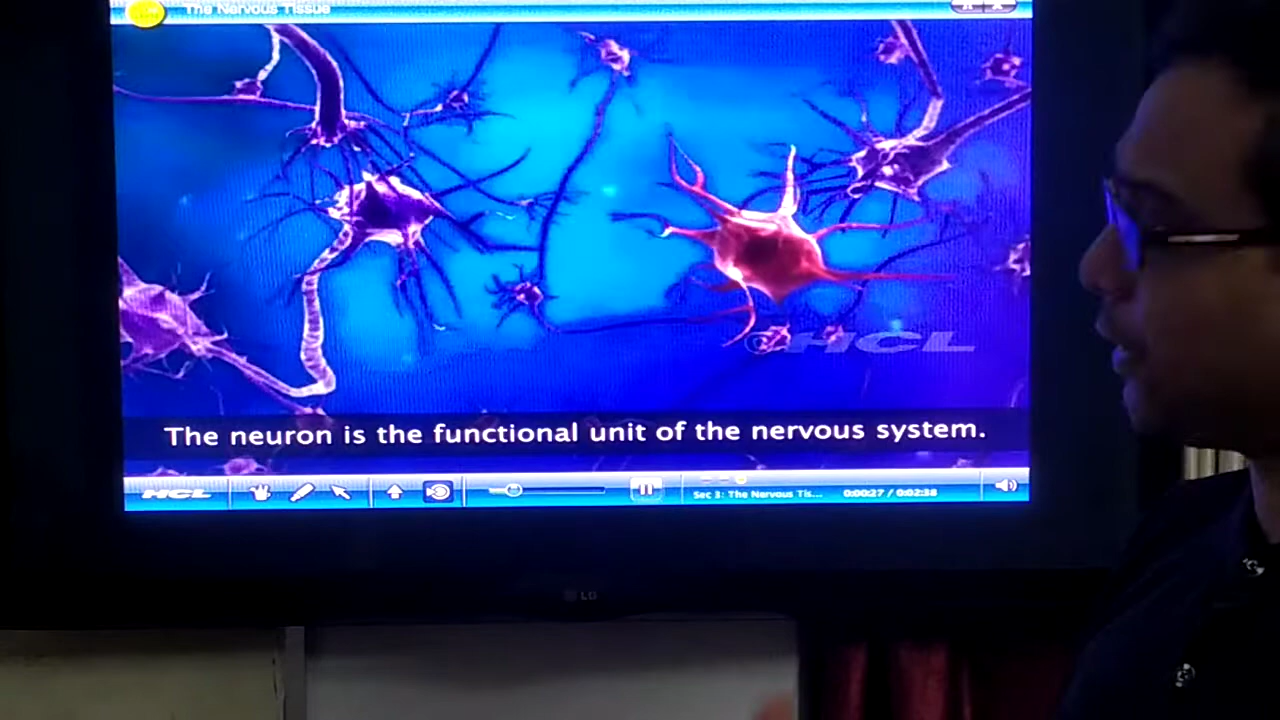 The Nervous Tissue
©HCL
The neuron is the functional unit of the nervous system.
HCL
Sec 3: The Nervous Tis...
0:00:27 / 0:02:38
LG